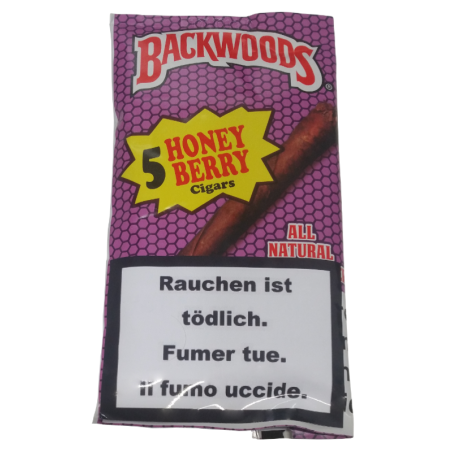 BACKWOODS
5 HONEY
BERRY
Cigars
ALL
NATURAL
Rauchen ist
tödlich.
Fumer tue.
Il fumo uccide.